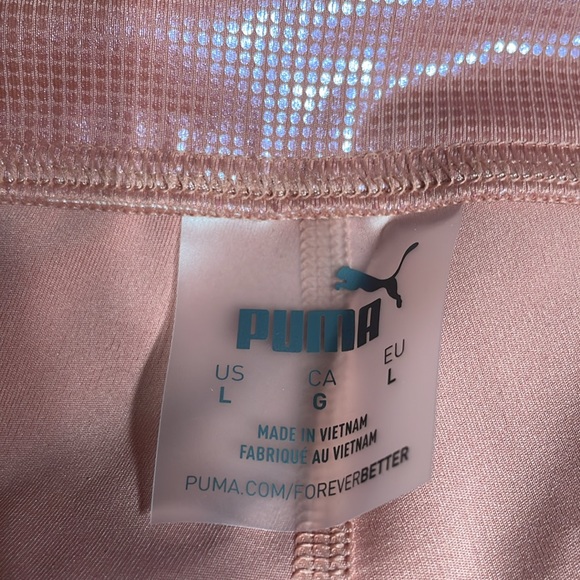 PUMA
US CA EU
L G L
MADE IN VIETNAM
FABRIQUÉ AU VIETNAM
PUMA.COM/FOREVERBETTER